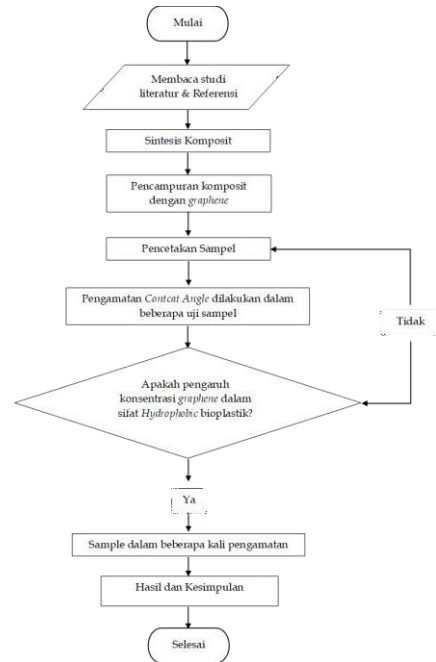 Mulai
Membaca studi
literatur & Referensi
Sintesis Komposit
Pencampuran komposit
dengan graphene
Pencetakan Sampel
Pengamatan Contcat Angle dilakukan dalam
beberapa uji sampel
Tidak
Apakah pengaruh
konsentrasi graphene dalam
sifat Hydrophobic bioplastik?
Ya
Sample dalam beberapa kali pengamatan
Hasil dan Kesimpulan
Selesai